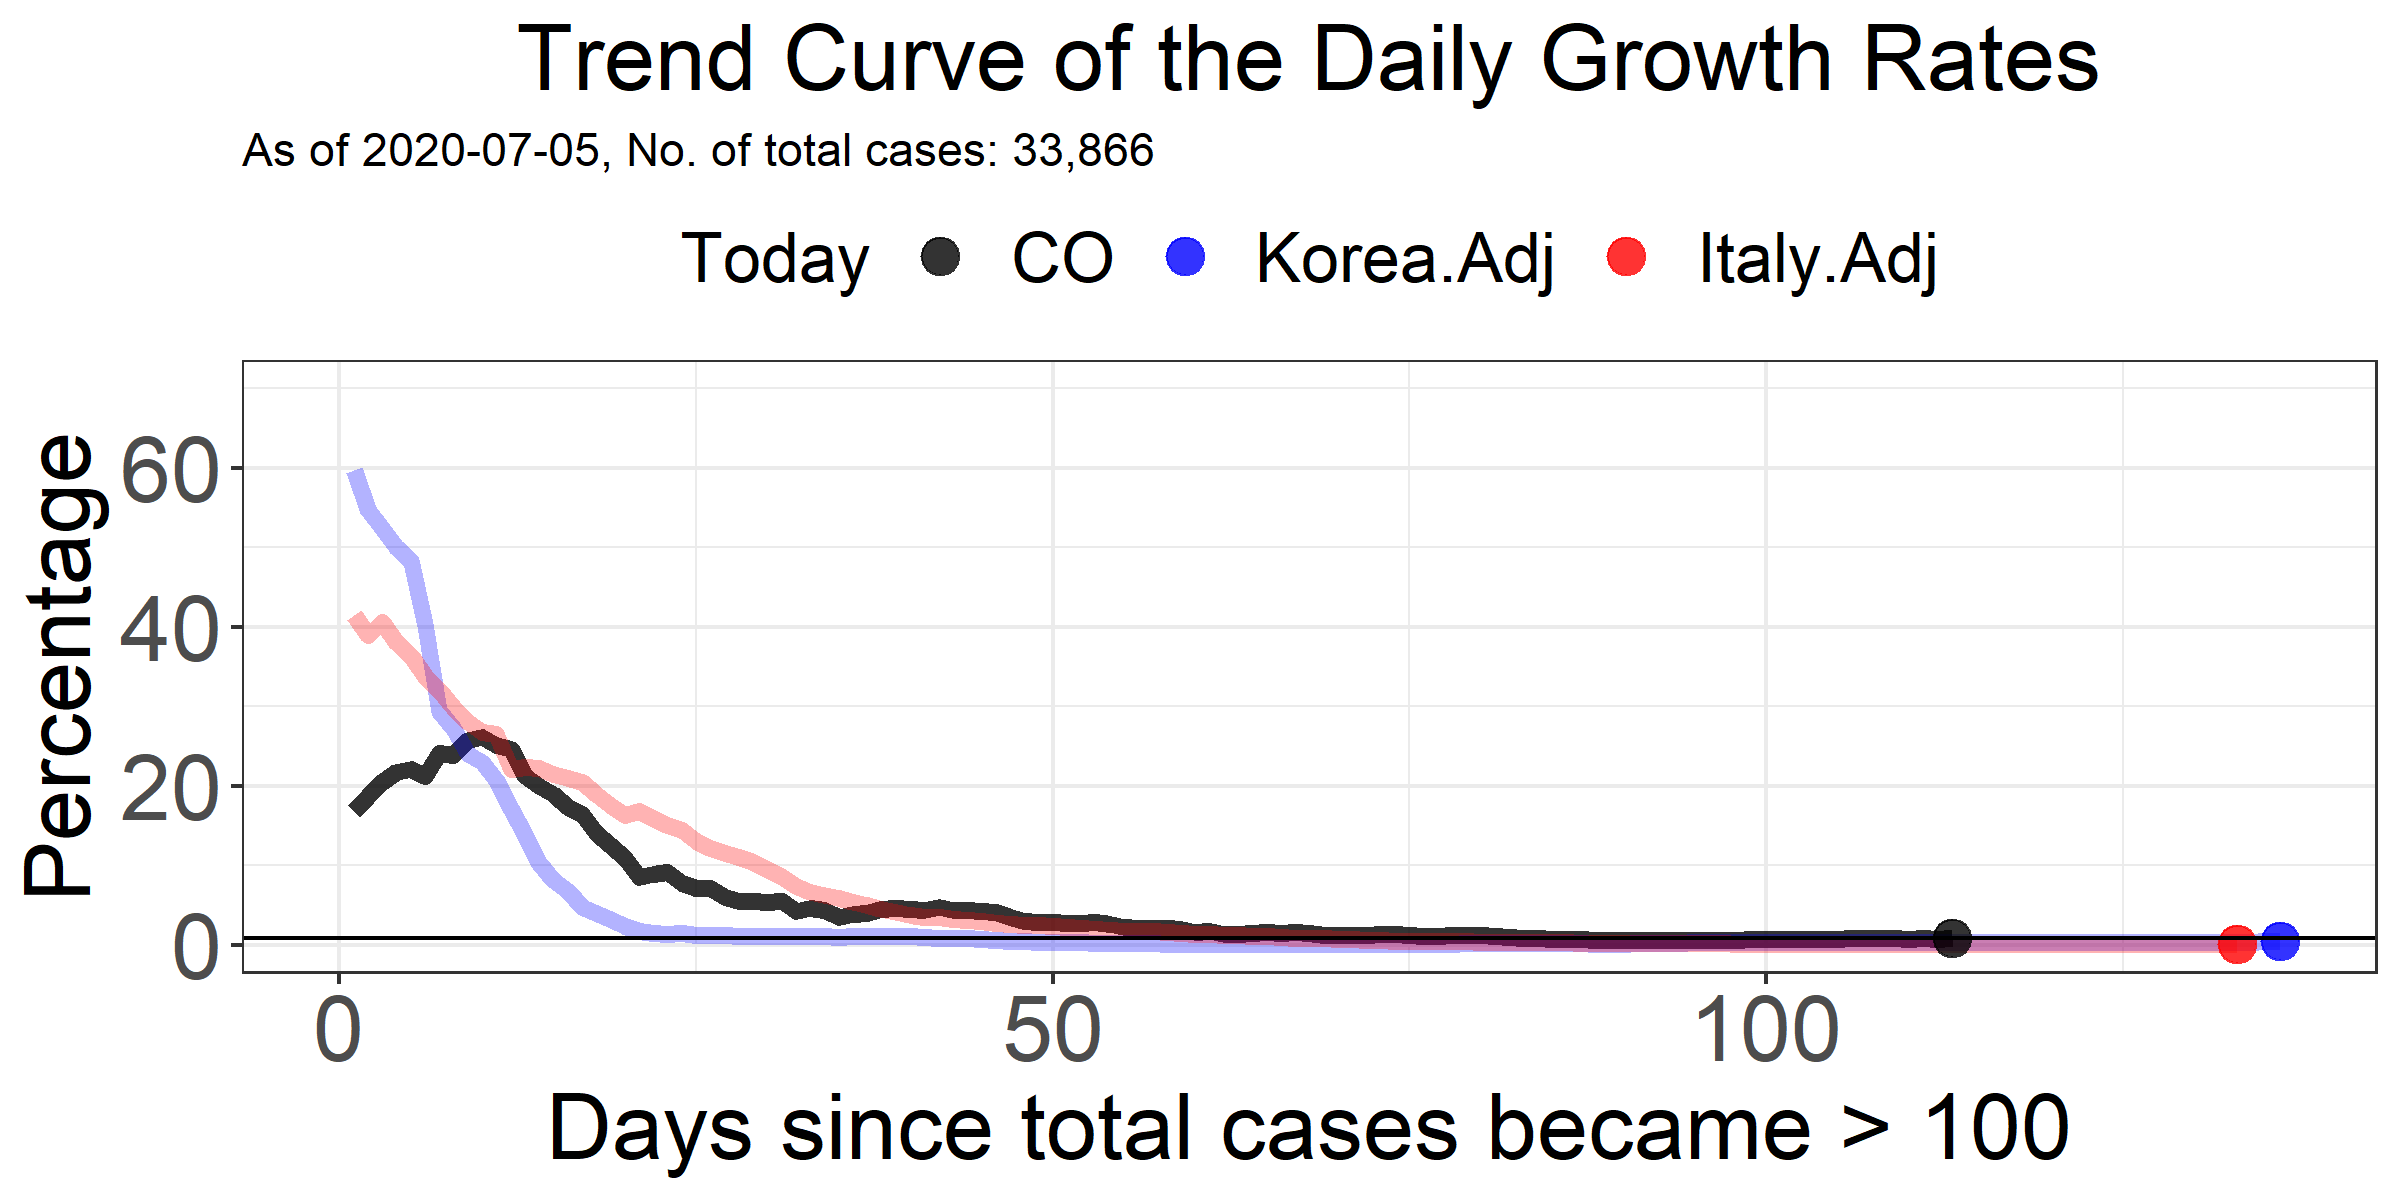 Trend Curve of the Daily Growth Rates
As of 2020-07-05, No. of total cases: 33,866
Today CO Korea.Adj Italy.Adj
Percentage
60
40
20
0
0 50 100
Days since total cases became > 100